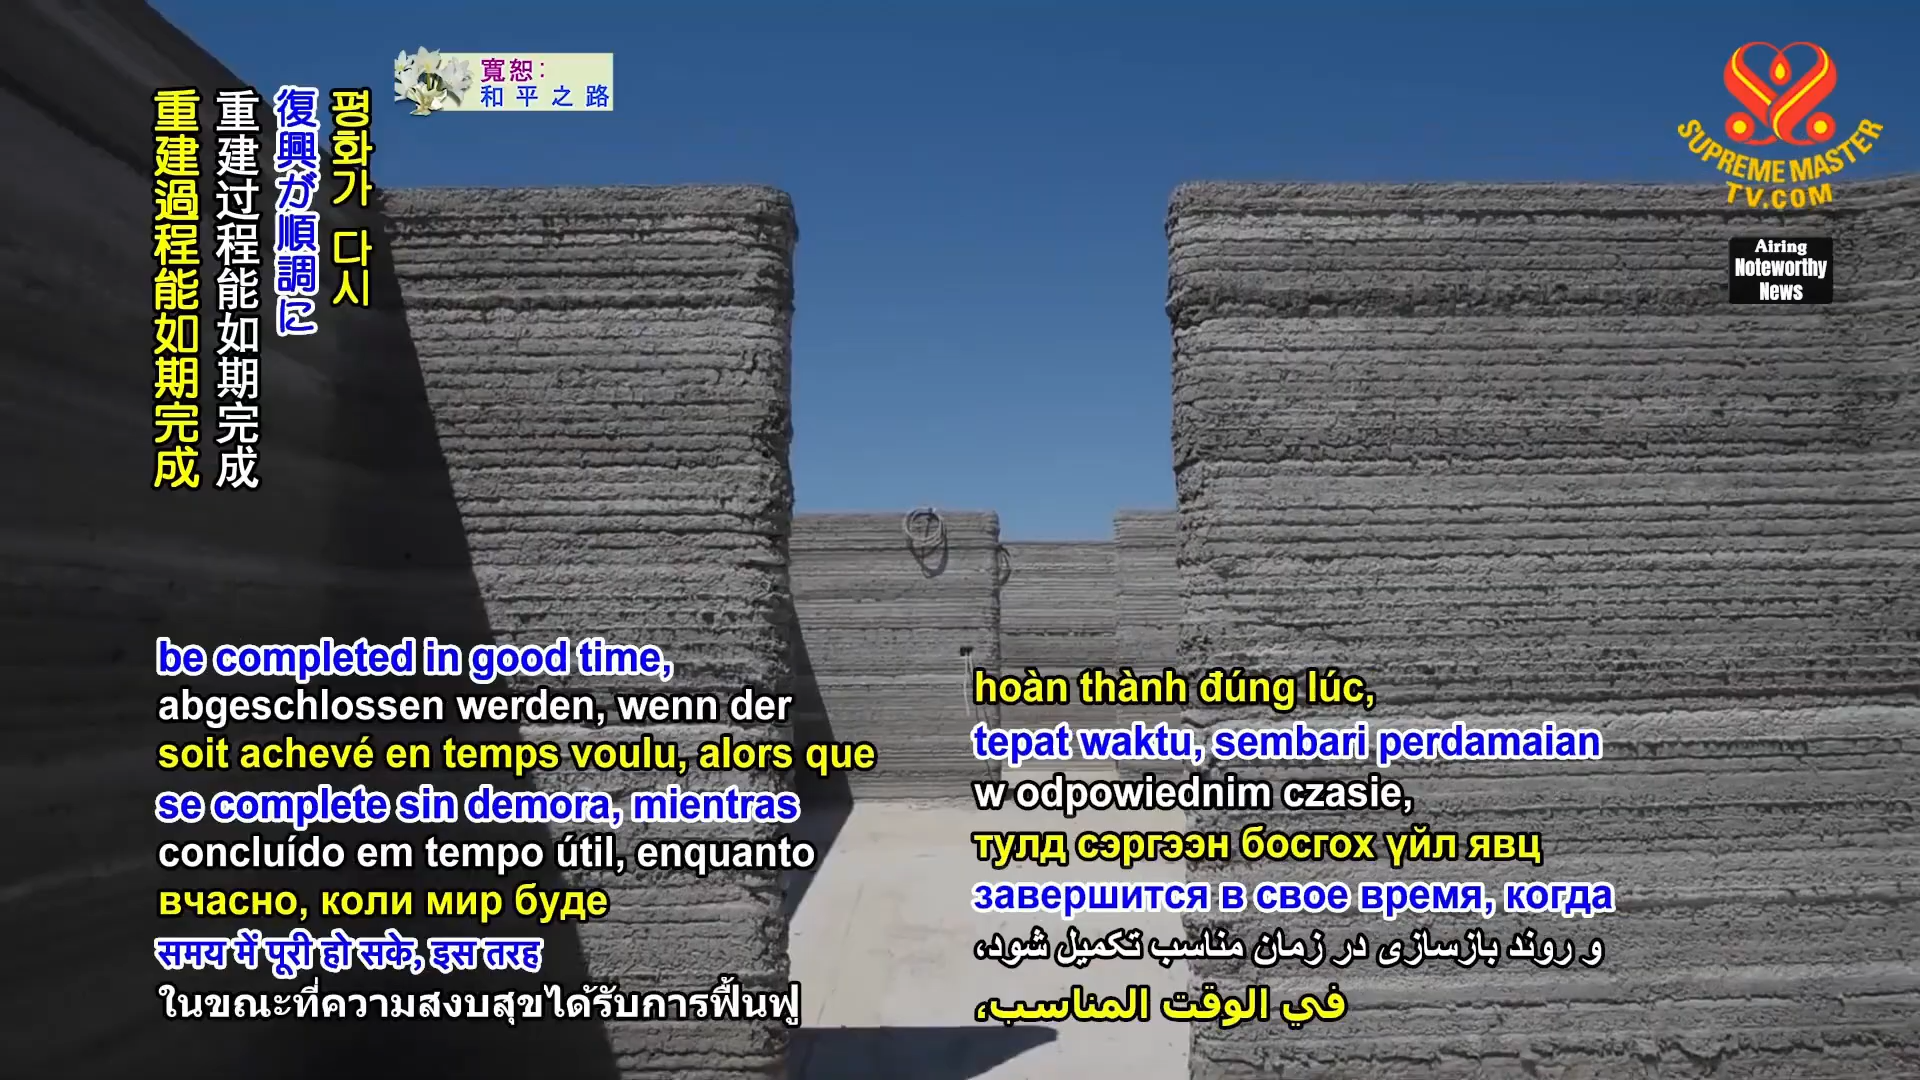 寬恕：
和平之路
SUPREME MASTER
TV.COM
Airing
Noteworthy
News
평화가 다시
復興が順調に
重建过程能如期完成
重建過程能如期完成
be completed in good time,
abgeschlossen werden, wenn der
soit achevé en temps voulu, alors que
se complete sin demora, mientras
concluído em tempo útil, enquanto
вчасно, коли мир буде
समय में पूरी हो सके, इस तरह
ในขณะที่ความสงบสุขได้รับการฟื้นฟู
hoàn thành đúng lúc,
tepat waktu, sembari perdamaian
w odpowiednim czasie,
тулд сэргээн босгох үйл явц
завершится в свое время, когда
و روند بازسازی در زمان مناسب تکمیل شود،
في الوقت المناسب،